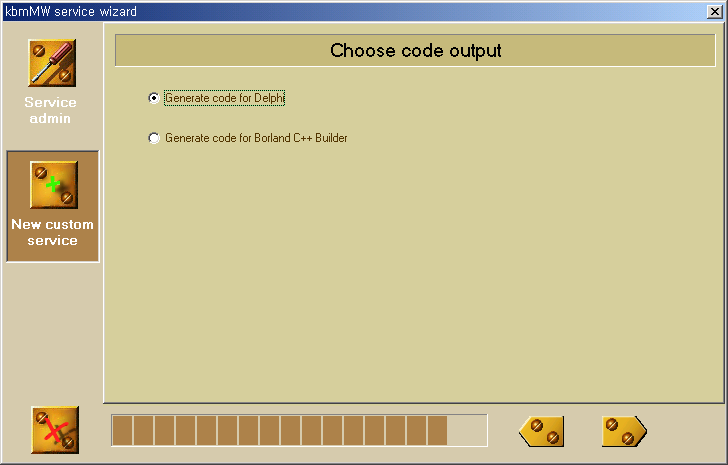 kbmMW service wizard
Choose code output
Service
admin
Generate code for Delphi
Generate code for Borland C++ Builder
New custom
service